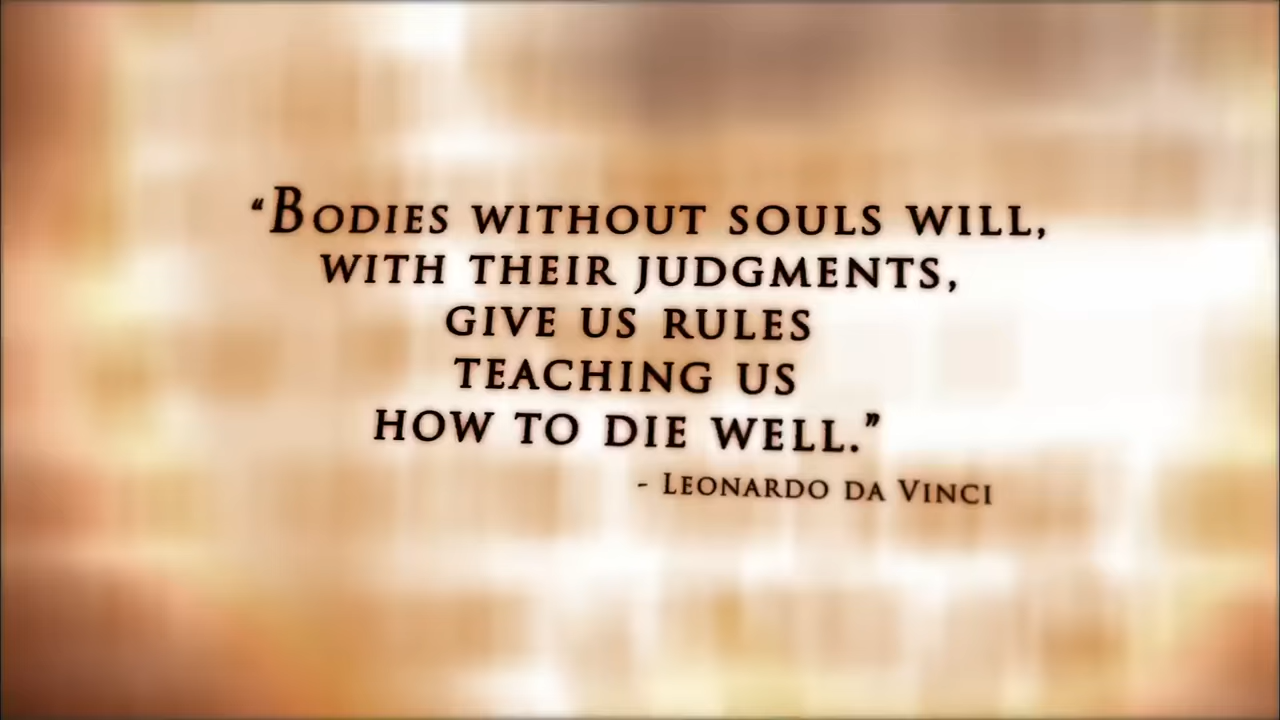 “Bodies without souls will,
with their judgments,
give us rules
teaching us
how to die well.”
- Leonardo da Vinci